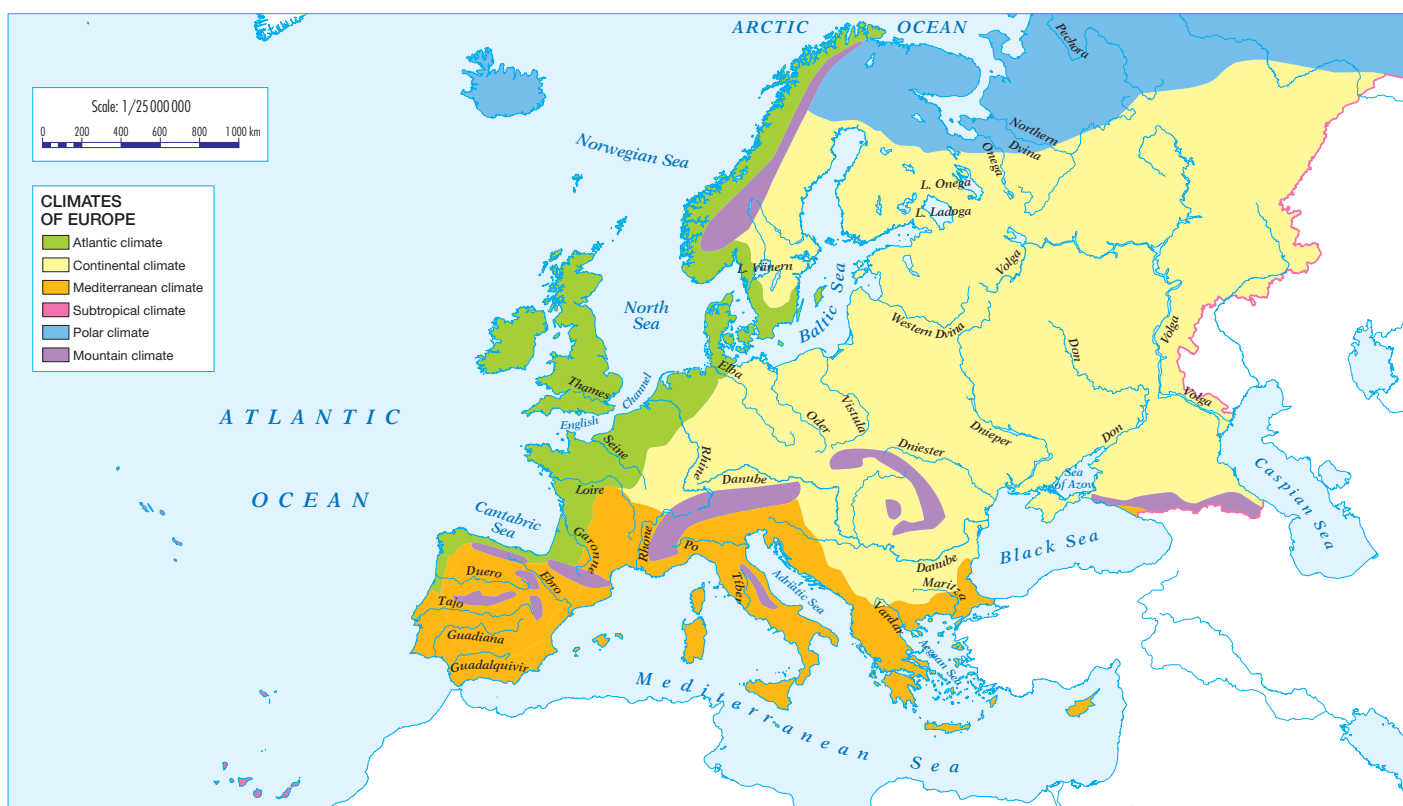 ARCTIC OCEAN
Pechora
Scale: 1/25 000 000
0 200 400 600 800 1 000 km
Norwegian Sea
Northern
Dvina
Onega
L. Onega
L. Ladoga
CLIMATES
OF EUROPE
Atlantic climate
Continental climate
Mediterranean climate
Subtropical climate
Polar climate
Mountain climate
L. Vänern
Volga
North
Sea
Baltic Sea
Western Dvina
Don
Volga
Elba
Thames
Channel
English
Volga
ATLANTIC
OCEAN
Seine
Oder
Vistula
Dnieper
Don
Dniester
Rhine
Danube
Loire
Sea
of Azov
Caspian Sea
Cantabric
Sea
Garonne
Rhone
Po
Black Sea
Danube
Maritza
Duero
Ebro
Tiber
Adriatic Sea
Tajo
Vardar
Guadiana
Aegean Sea
Guadalquivir
Mediterranean Sea